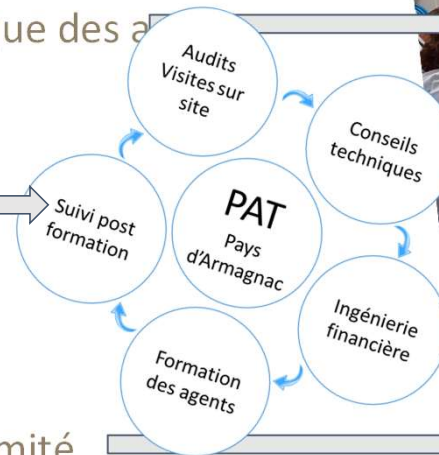 ue des a
Audits
Visites sur
site
Conseils
techniques
PAT
Pays
d'Armagnac
Suivi post
formation
Ingénierie
financière
Formation
des agents
mité